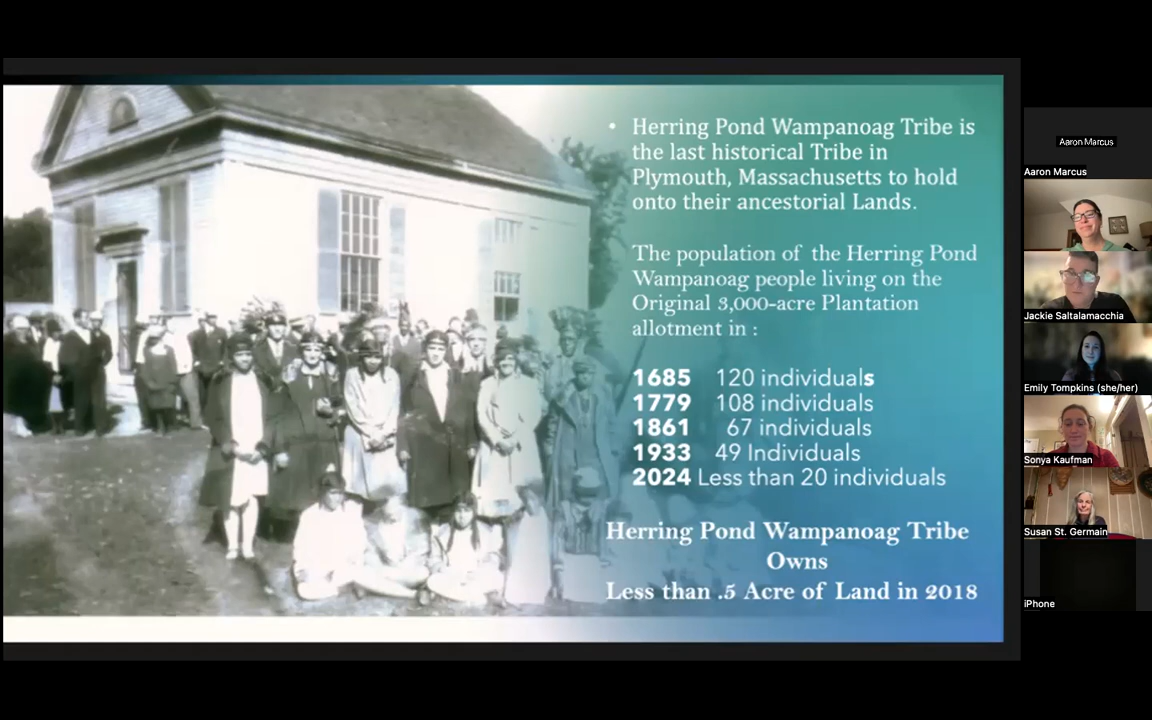 • Herring Pond Wampanoag Tribe is
the last historical Tribe in
Plymouth, Massachusetts to hold
onto their ancestorial Lands.
The population of the Herring Pond
Wampanoag people living on the
Original 3,000-acre Plantation
allotment in :
1685 120 individuals
1779 108 individuals
1861 67 individuals
1933 49 Individuals
2024 Less than 20 individuals
Herring Pond Wampanoag Tribe
Owns
Less than .5 Acre of Land in 2018
Aaron Marcus
Aaron Marcus
Jackie Saltalamacchia
Emily Tompkins (she/her)
Sonya Kaufman
Susan St. Germain
iPhone